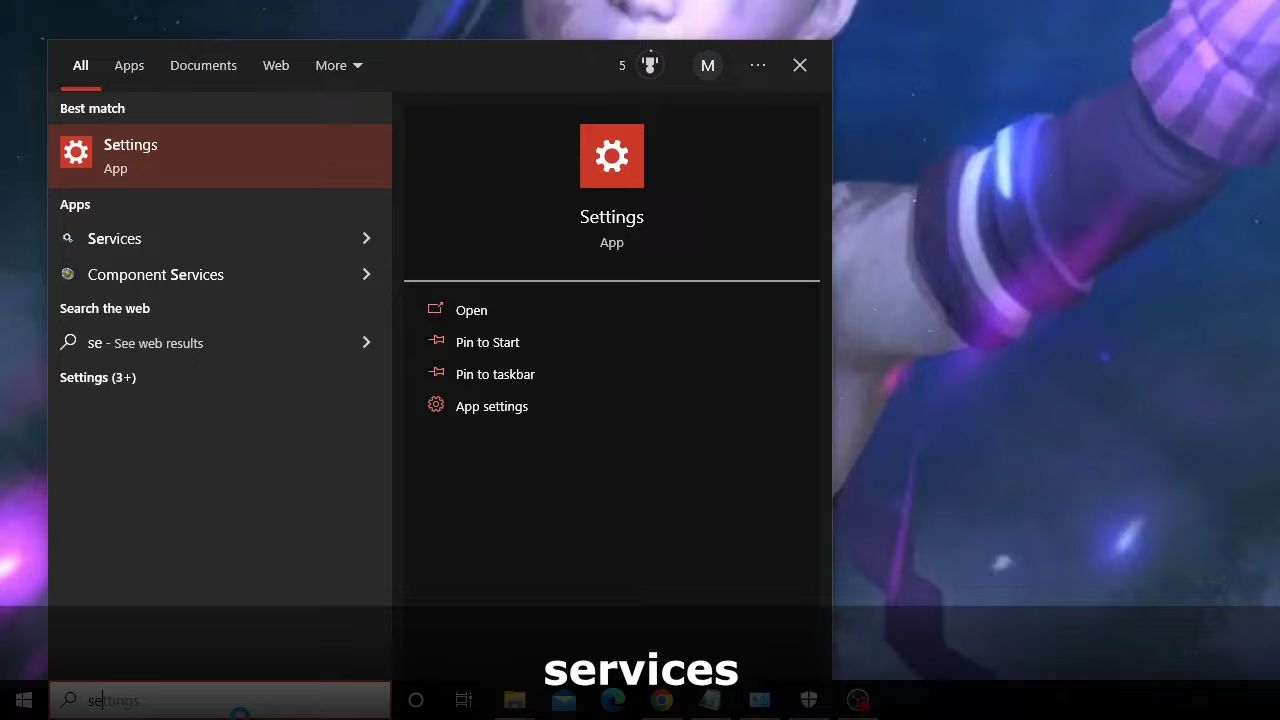 All Apps Documents Web More 5 M ...
Best match
Settings
App
Apps
Services
Component Services
Search the web
se - See web results
Settings (3+)
Settings
App
Open
Pin to Start
Pin to taskbar
App settings
services
settings